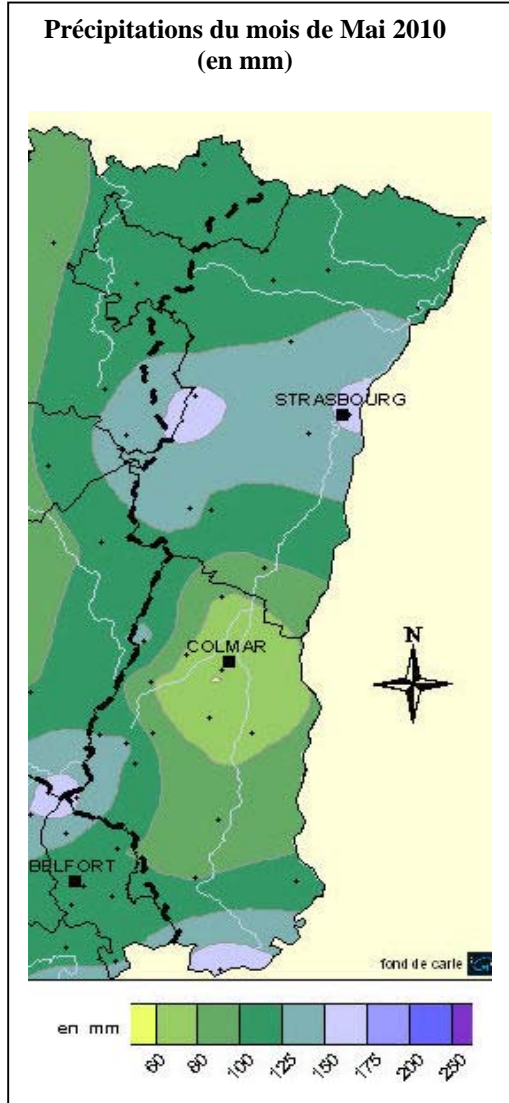 Précipitations du mois de Mai 2010
(en mm)
STRASBOURG
N
COLMAR
BELFORT
fond de carte
en mm
60
80
100
125
150
175
200
250